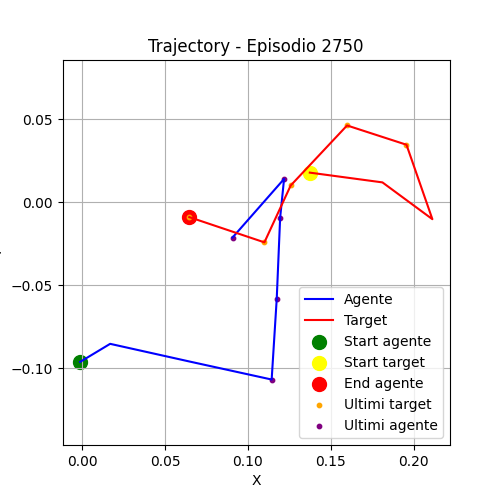 Trajectory - Episodio 2750
0.05
0.00
−0.05
−0.10
0.00 0.05 0.10 0.15 0.20
X
Agente
Target
Start agente
Start target
End agente
Ultimi target
Ultimi agente